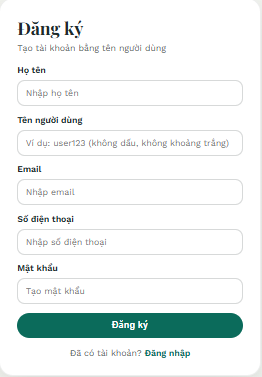 Đăng ký
Tạo tài khoản bằng tên người dùng
Họ tên
Nhập họ tên
Tên người dùng
Ví dụ: user123 (không dấu, không khoảng trắng)
Email
Nhập email
Số điện thoại
Nhập số điện thoại
Mật khẩu
Tạo mật khẩu
Đăng ký
Đã có tài khoản? Đăng nhập